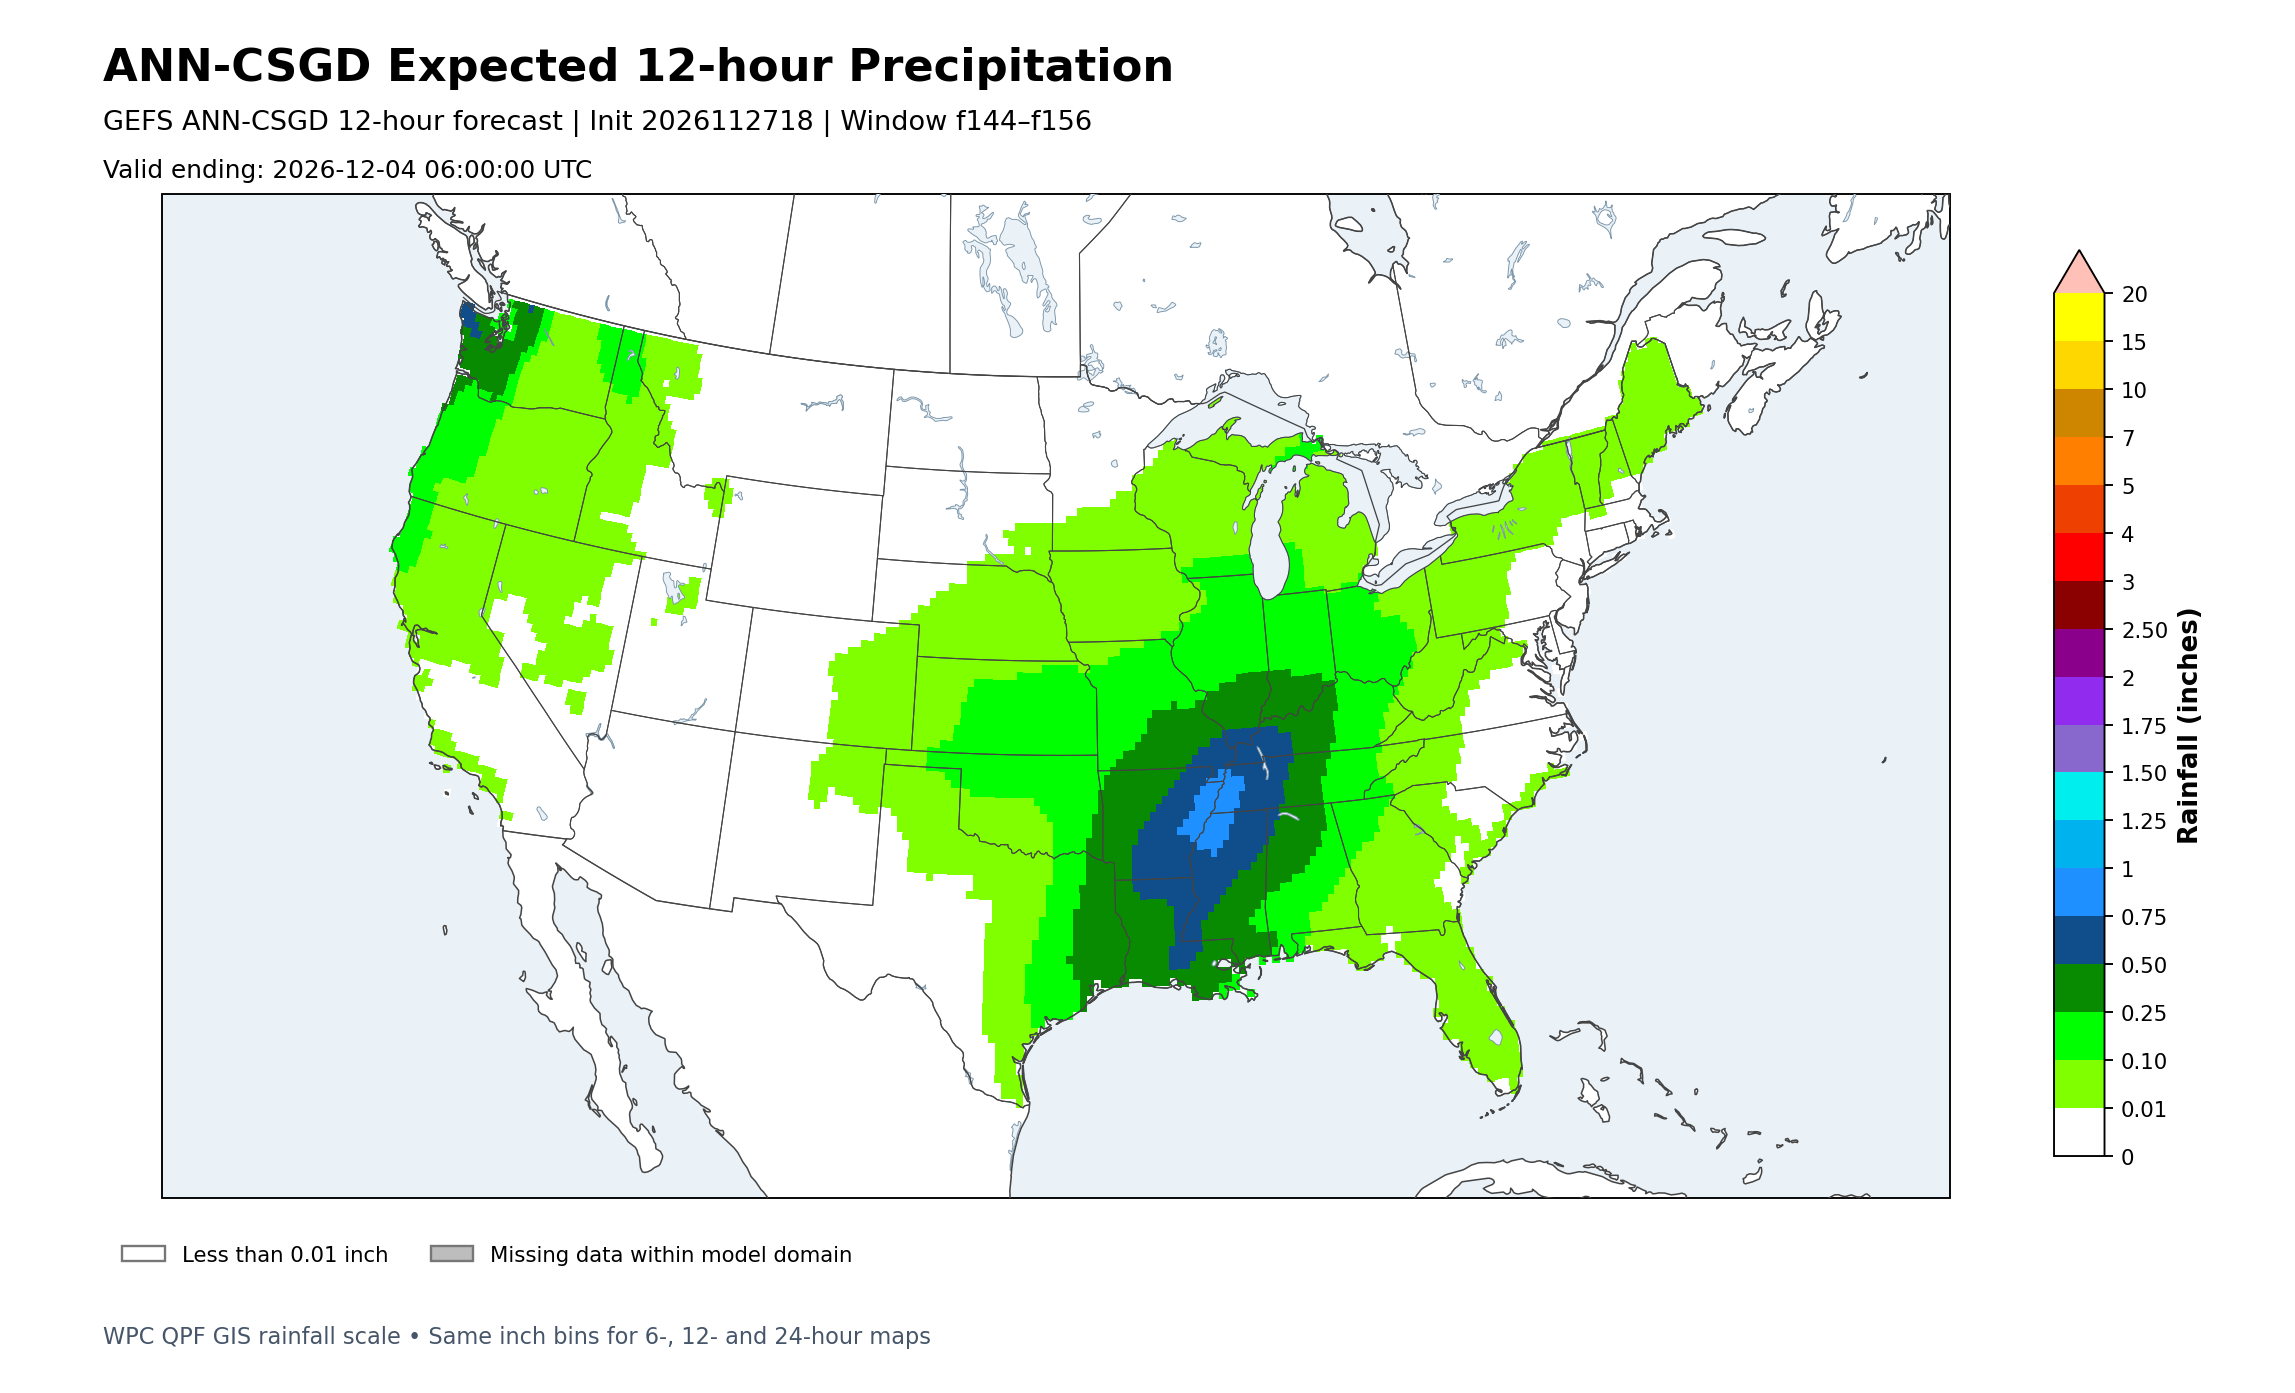 ANN-CSGD Expected 12-hour Precipitation
GEFS ANN-CSGD 12-hour forecast | Init 2026112718 | Window f144–f156
Valid ending: 2026-12-04 06:00:00 UTC
20
15
10
7
5
4
3
2.50
2
1.75
1.50
1.25
1
0.75
0.50
0.25
0.10
0.01
0
Rainfall (inches)
Less than 0.01 inch
Missing data within model domain
WPC QPF GIS rainfall scale • Same inch bins for 6-, 12- and 24-hour maps